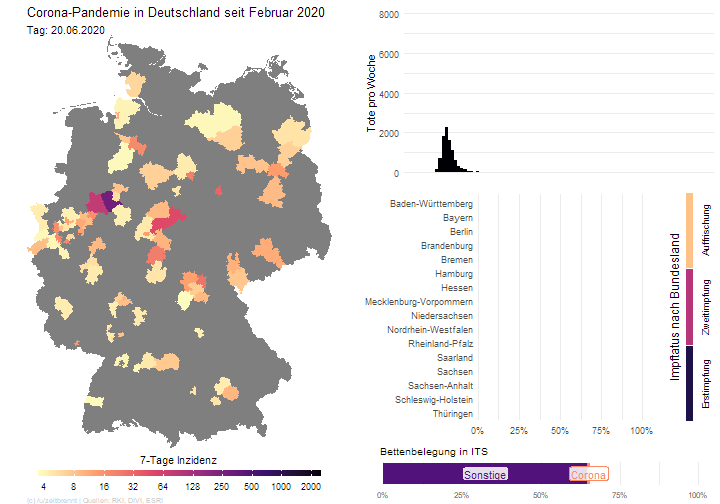 Corona-Pandemie in Deutschland seit Februar 2020
Tag: 20.06.2020
7-Tage Inzidenz
4 8 16 32 64 128 250 500 1000 2000
(c) /u/zeitbrennt | Quellen: RKI, DIVI, ESRI
Tote pro Woche
8000
6000
4000
2000
0
Baden-Württemberg
Bayern
Berlin
Brandenburg
Bremen
Hamburg
Hessen
Mecklenburg-Vorpommern
Niedersachsen
Nordrhein-Westfalen
Rheinland-Pfalz
Saarland
Sachsen
Sachsen-Anhalt
Schleswig-Holstein
Thüringen
0% 25% 50% 75% 100%
Impfstatus nach Bundesland
Auffrischung
Zweitimpfung
Erstimpfung
Bettenbelegung in ITS
Sonstige
Corona
0% 25% 50% 75% 100%